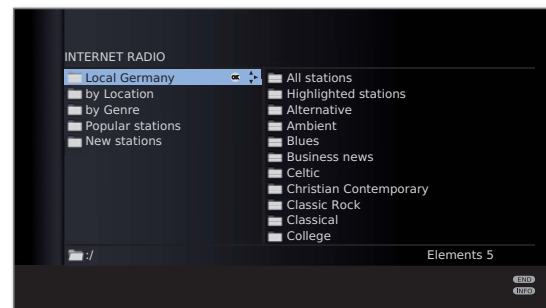 INTERNET RADIO
Local Germany OK
by Location
by Genre
Popular stations
New stations
All stations
Highlighted stations
Alternative
Ambient
Blues
Business news
Celtic
Christian Contemporary
Classic Rock
Classical
College
:/
Elements 5
END
INFO